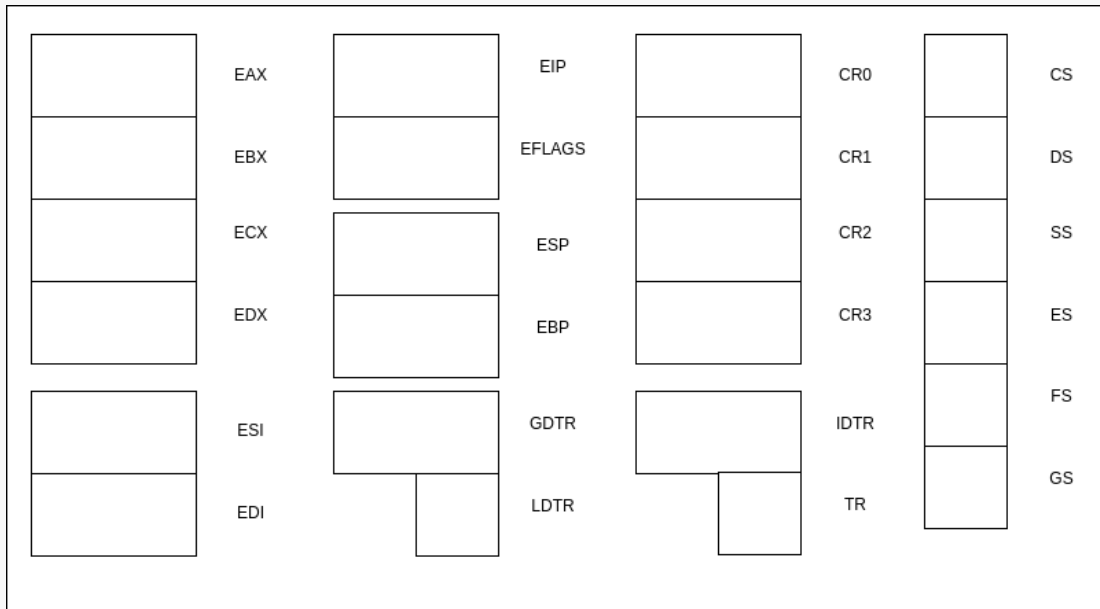 EAX
EBX
ECX
EDX
ESI
EDI
EIP
EFLAGS
ESP
EBP
GDTR
LDTR
CR0
CR1
CR2
CR3
IDTR
TR
CS
DS
SS
ES
FS
GS